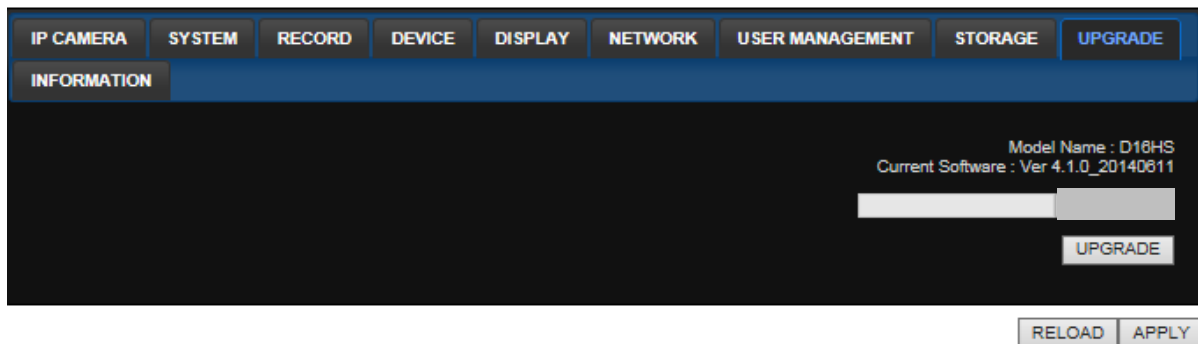 IP CAMERA SYSTEM RECORD DEVICE DISPLAY NETWORK USER MANAGEMENT STORAGE UPGRADE
INFORMATION
Model Name : D16HS
Current Software : Ver 4.1.0_20140611
UPGRADE
RELOAD APPLY